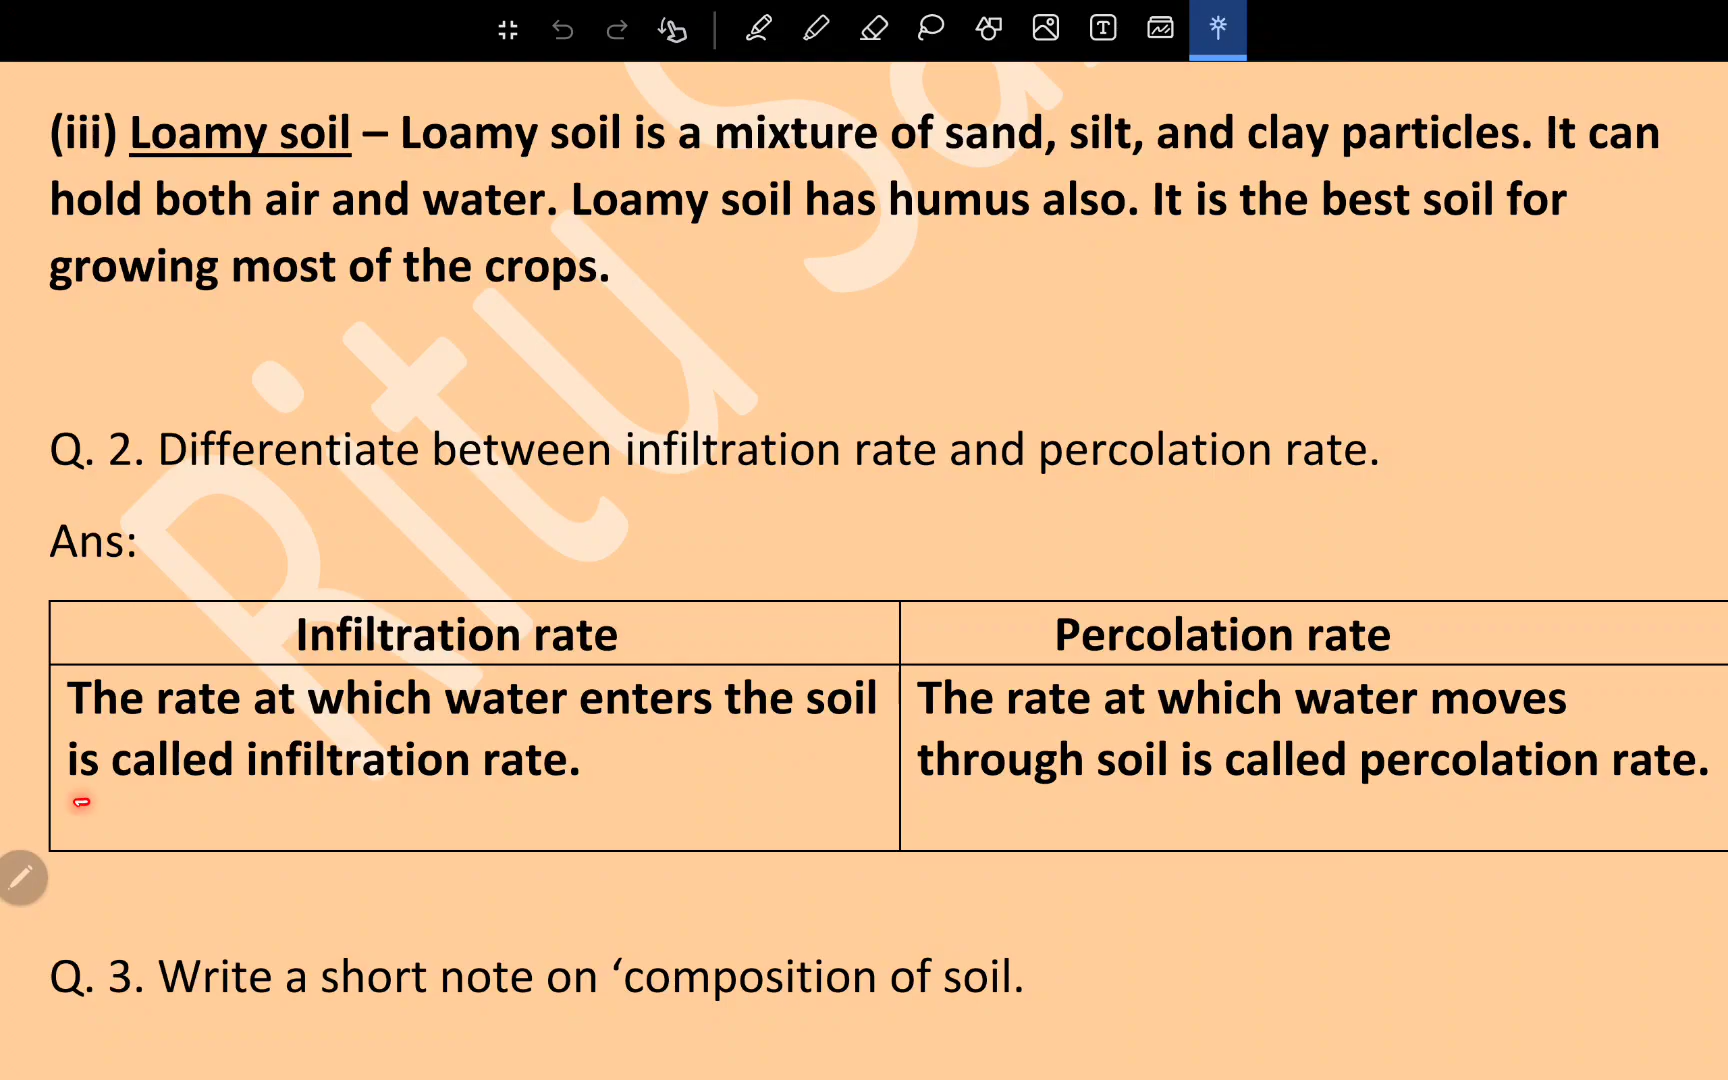 (iii) Loamy soil – Loamy soil is a mixture of sand, silt, and clay particles. It can
hold both air and water. Loamy soil has humus also. It is the best soil for
growing most of the crops.
Q. 2. Differentiate between infiltration rate and percolation rate.
Ans:
Infiltration rate
Percolation rate
The rate at which water enters the soil
is called infiltration rate.
The rate at which water moves
through soil is called percolation rate.
Q. 3. Write a short note on ‘composition of soil.
Ritu